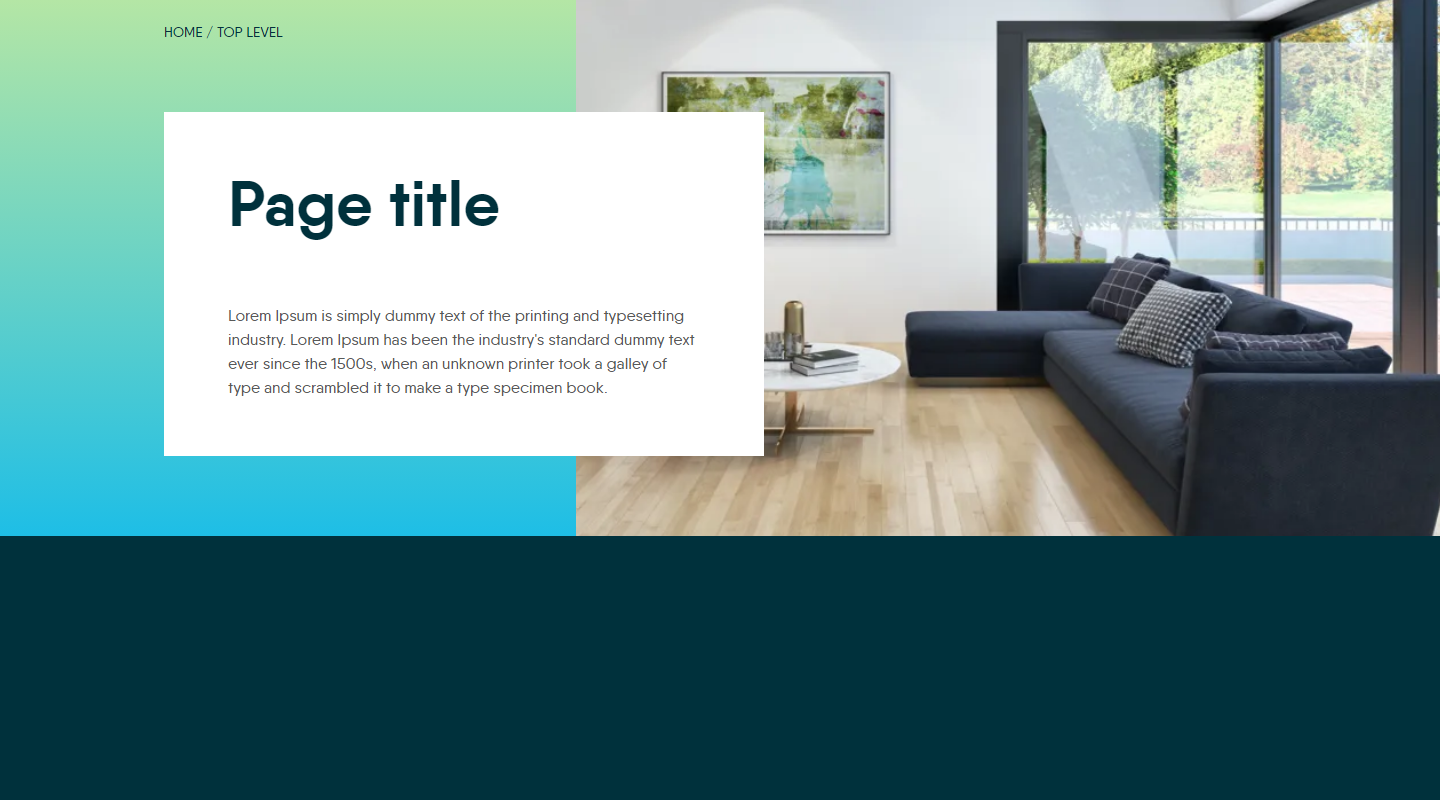 HOME / TOP LEVEL
Page title
Lorem Ipsum is simply dummy text of the printing and typesetting
industry. Lorem Ipsum has been the industry's standard dummy text
ever since the 1500s, when an unknown printer took a galley of
type and scrambled it to make a type specimen book.